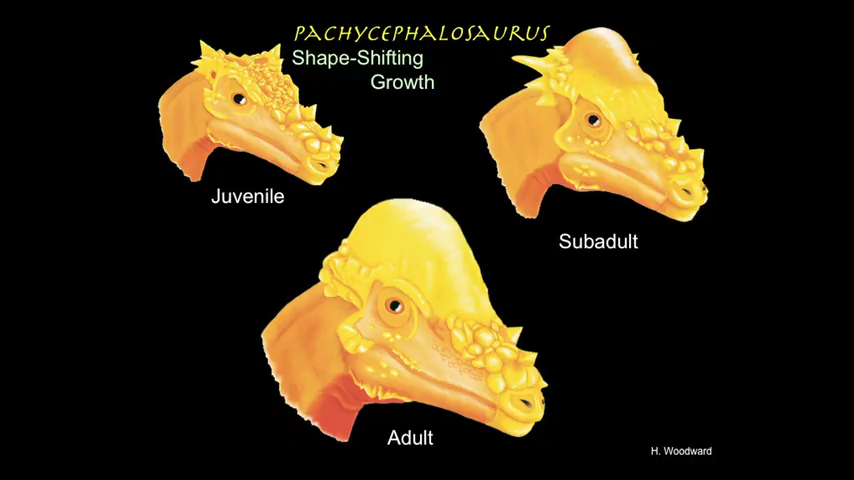 PACHYCEPHALOSAURUS
Shape-Shifting
Growth
Juvenile
Subadult
Adult
H. Woodward